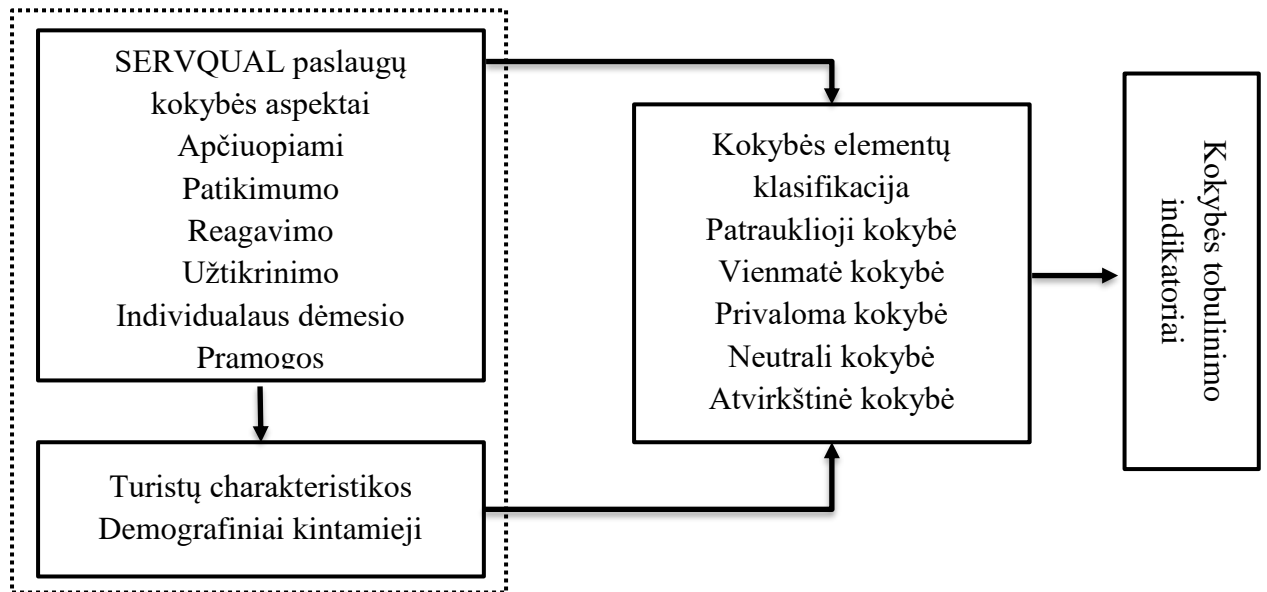 SERVQUAL paslaugų
kokybės aspektai
Apčiuopiami
Patikimumo
Reagavimo
Užtikrinimo
Individualaus dėmesio
Pramogos
Turistų charakteristikos
Demografiniai kintamieji
Kokybės elementų
klasifikacija
Patrauklioji kokybė
Vienmatė kokybė
Privaloma kokybė
Neutrali kokybė
Atvirkštinė kokybė
Kokybės tobulinimo
indikatoriai